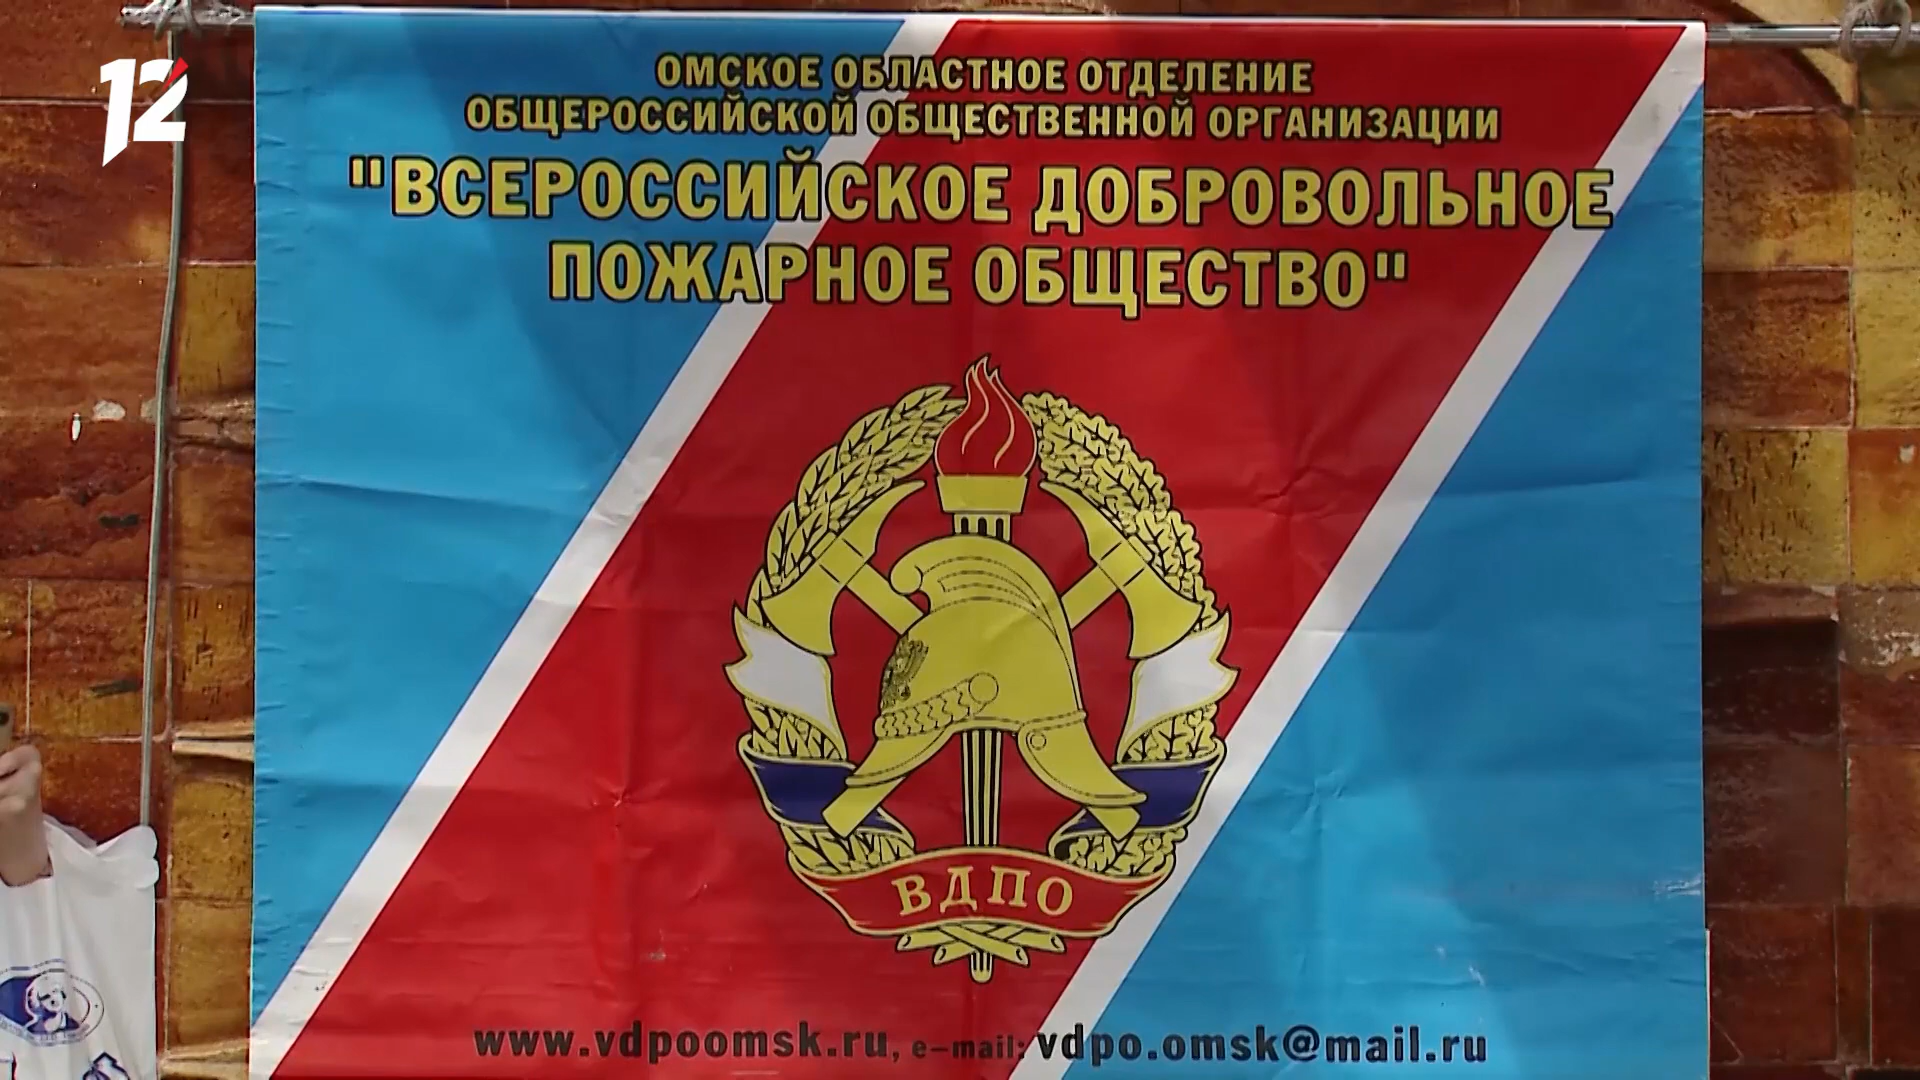 12
ОМСКОЕ ОБЛАСТНОЕ ОТДЕЛЕНИЕ
ОБЩЕРОССИЙСКОЙ ОБЩЕСТВЕННОЙ ОРГАНИЗАЦИИ
"ВСЕРОССИЙСКОЕ ДОБРОВОЛЬНОЕ
ПОЖАРНОЕ ОБЩЕСТВО"
ВДПО
www.vdpoomsk.ru, e-mail: vdpo.omsk@mail.ru